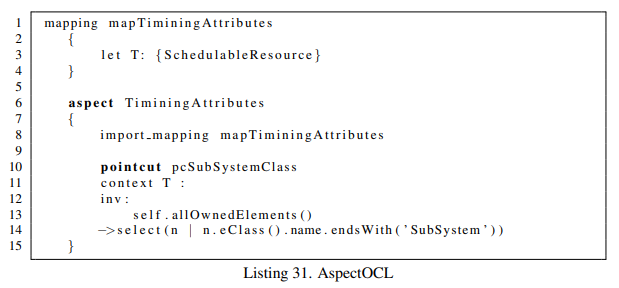 1 mapping mapTiminingAttributes
2 {
3 let T: {SchedulableResource}
4 }
5
6 aspect TiminingAttributes
7 {
8 import_mapping mapTiminingAttributes
9
10 pointcut pcSubSystemClass
11 context T :
12 inv:
13 self.allOwnedElements()
14 ->select(n | n.eClass().name.endsWith('SubSystem'))
15 }
Listing 31. AspectOCL